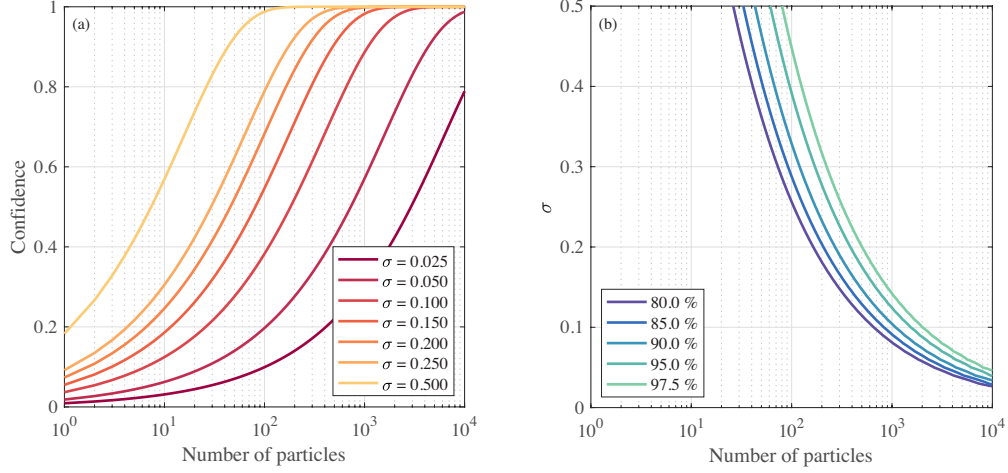 (a)
1
0.8
0.6
0.4
0.2
0
Confidence
σ = 0.025
σ = 0.050
σ = 0.100
σ = 0.150
σ = 0.200
σ = 0.250
σ = 0.500
10^0 10^1 10^2 10^3 10^4
Number of particles
(b)
0.5
0.4
0.3
0.2
0.1
0
σ
80.0 %
85.0 %
90.0 %
95.0 %
97.5 %
10^0 10^1 10^2 10^3 10^4
Number of particles